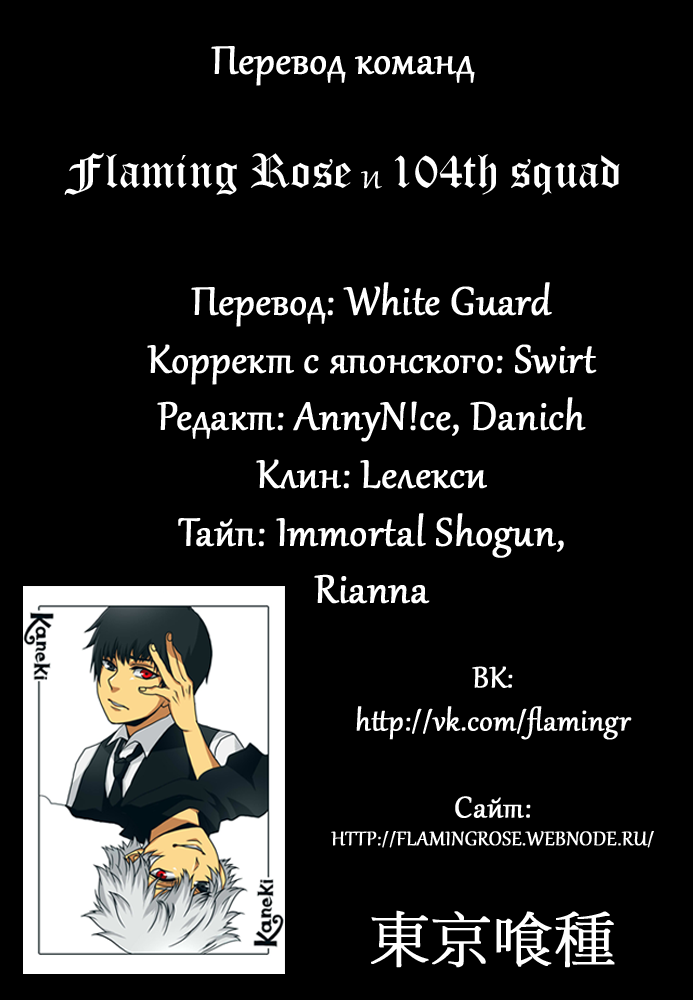 Перевод команд
Flaming Rose и 104th squad
Перевод: White Guard
Коррект с японского: Swirt
Редакт: AnnyN!ce, Danich
Клин: Lелекси
Тайп: Immortal Shogun,
Rianna
Kaneki
Kaneki
ВК:
http://vk.com/flamingr
Сайт:
HTTP://FLAMINGROSE.WEBNODE.RU/
東京喰種